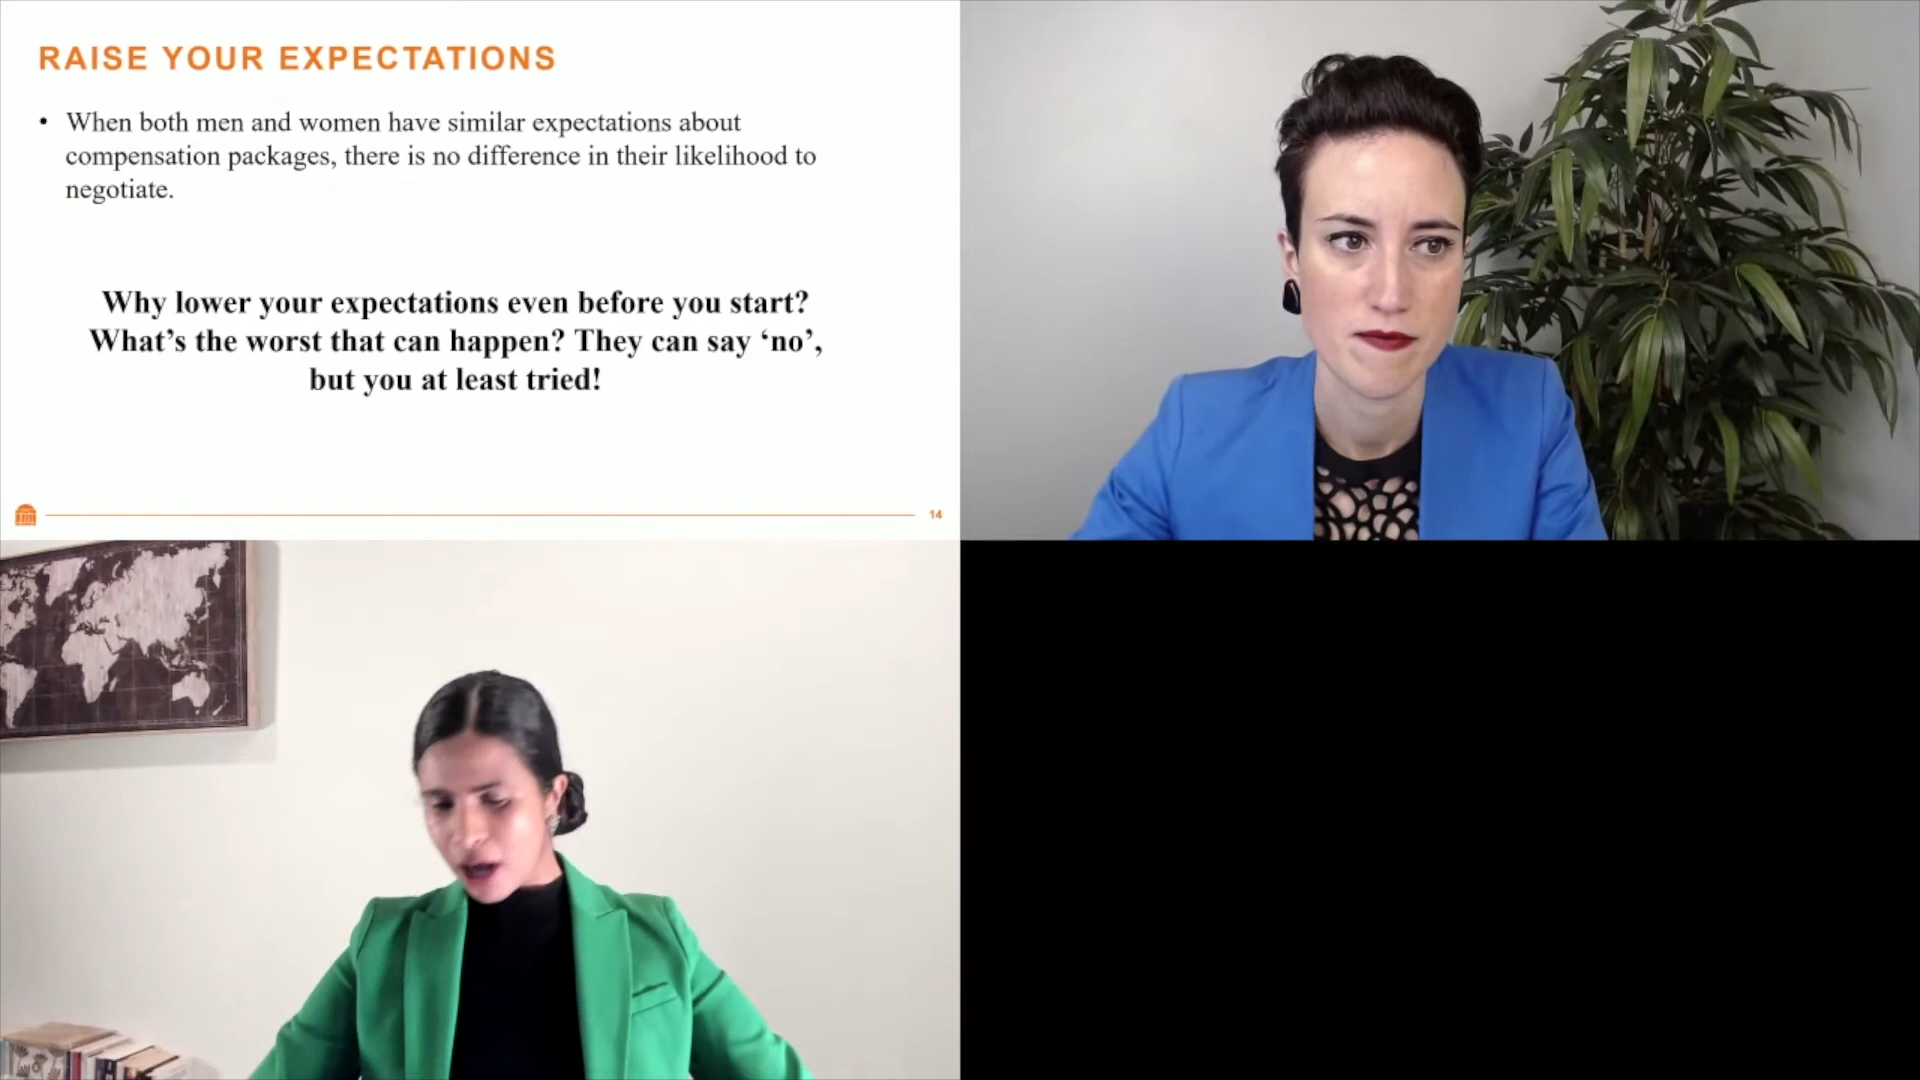 RAISE YOUR EXPECTATIONS
• When both men and women have similar expectations about
compensation packages, there is no difference in their likelihood to
negotiate.
Why lower your expectations even before you start?
What’s the worst that can happen? They can say ‘no’,
but you at least tried!
14